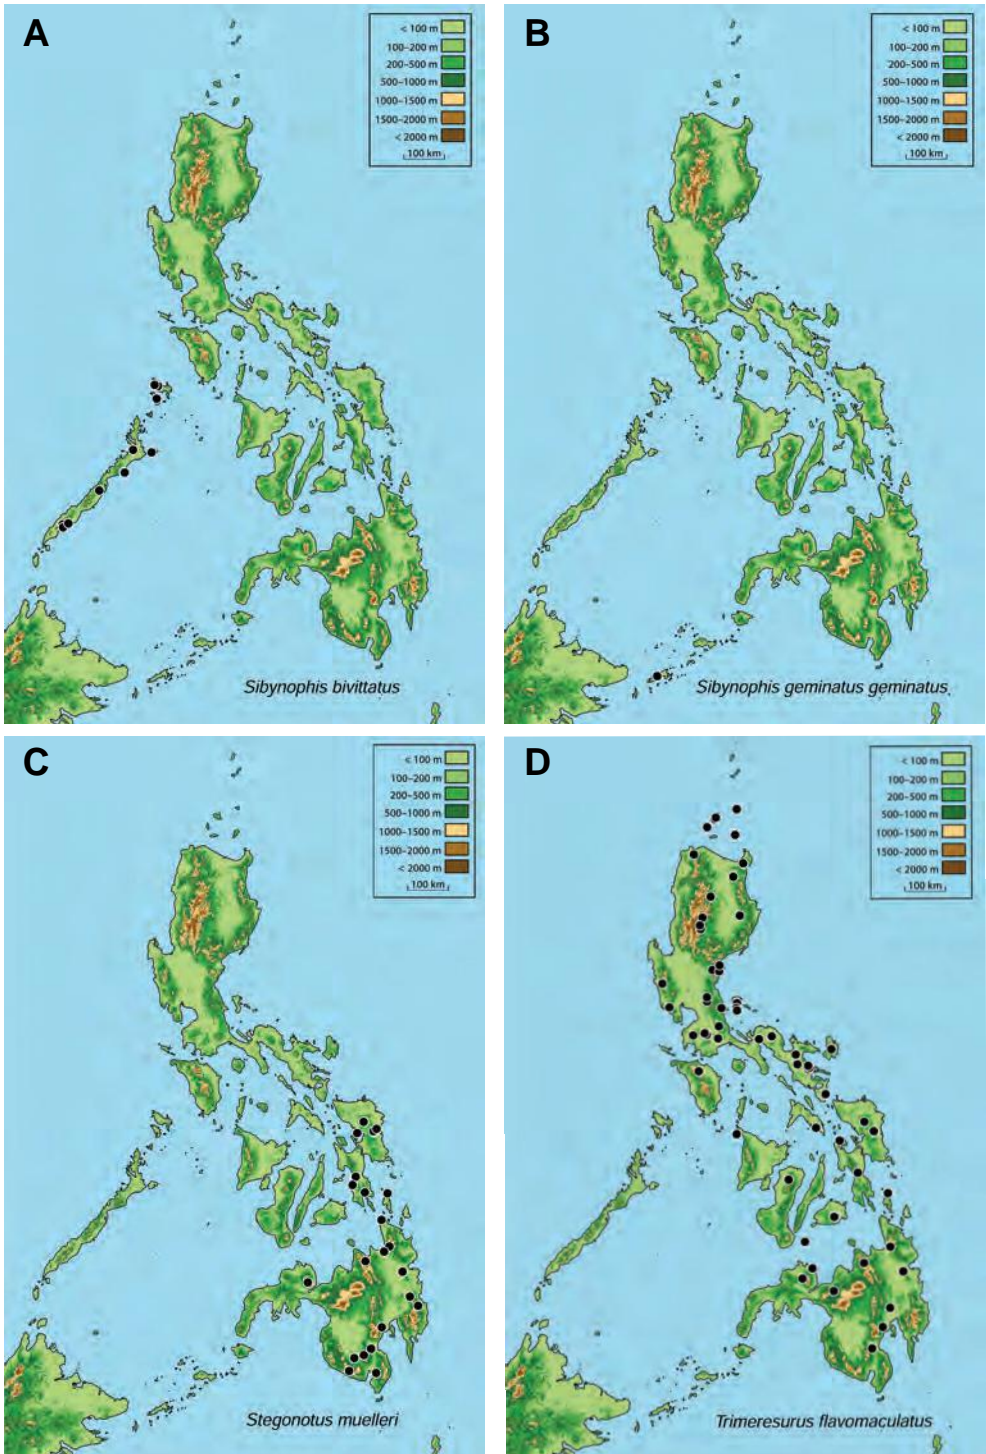 A
< 100 m
100–200 m
200–500 m
500–1000 m
1000–1500 m
1500–2000 m
< 2000 m
100 km
Sibynophis bivittatus
B
< 100 m
100–200 m
200–500 m
500–1000 m
1000–1500 m
1500–2000 m
< 2000 m
100 km
Sibynophis geminatus geminatus
C
< 100 m
100–200 m
200–500 m
500–1000 m
1000–1500 m
1500–2000 m
< 2000 m
100 km
Stegonotus muelleri
D
< 100 m
100–200 m
200–500 m
500–1000 m
1000–1500 m
1500–2000 m
< 2000 m
100 km
Trimeresurus flavomaculatus